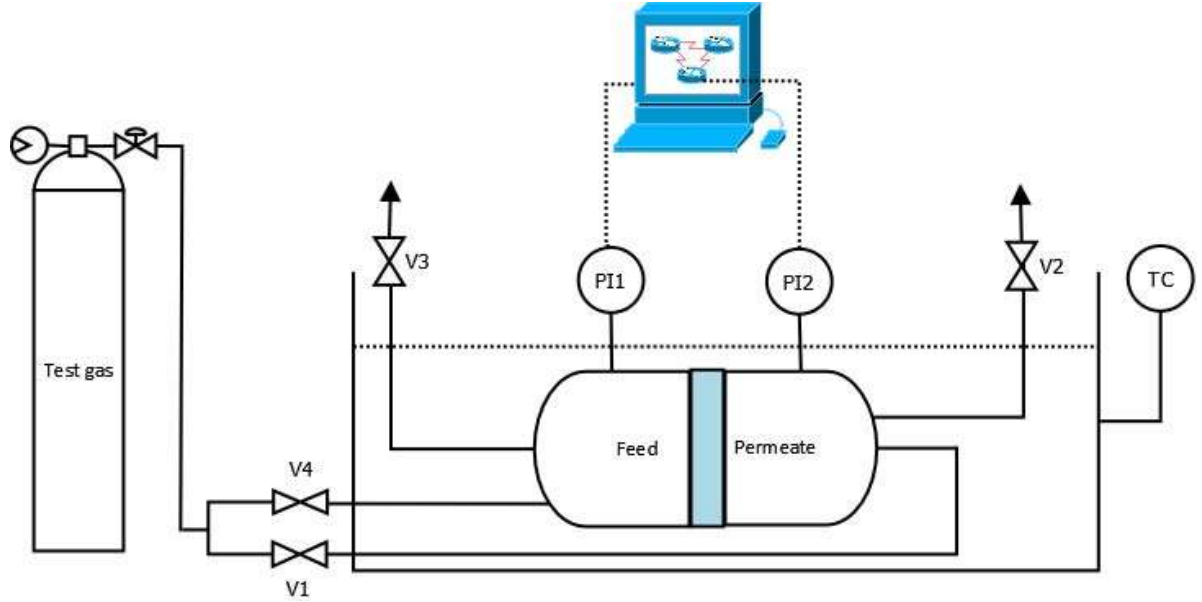 V3
PI1
PI2
V2
TC
Test gas
Feed
Permeate
V4
V1